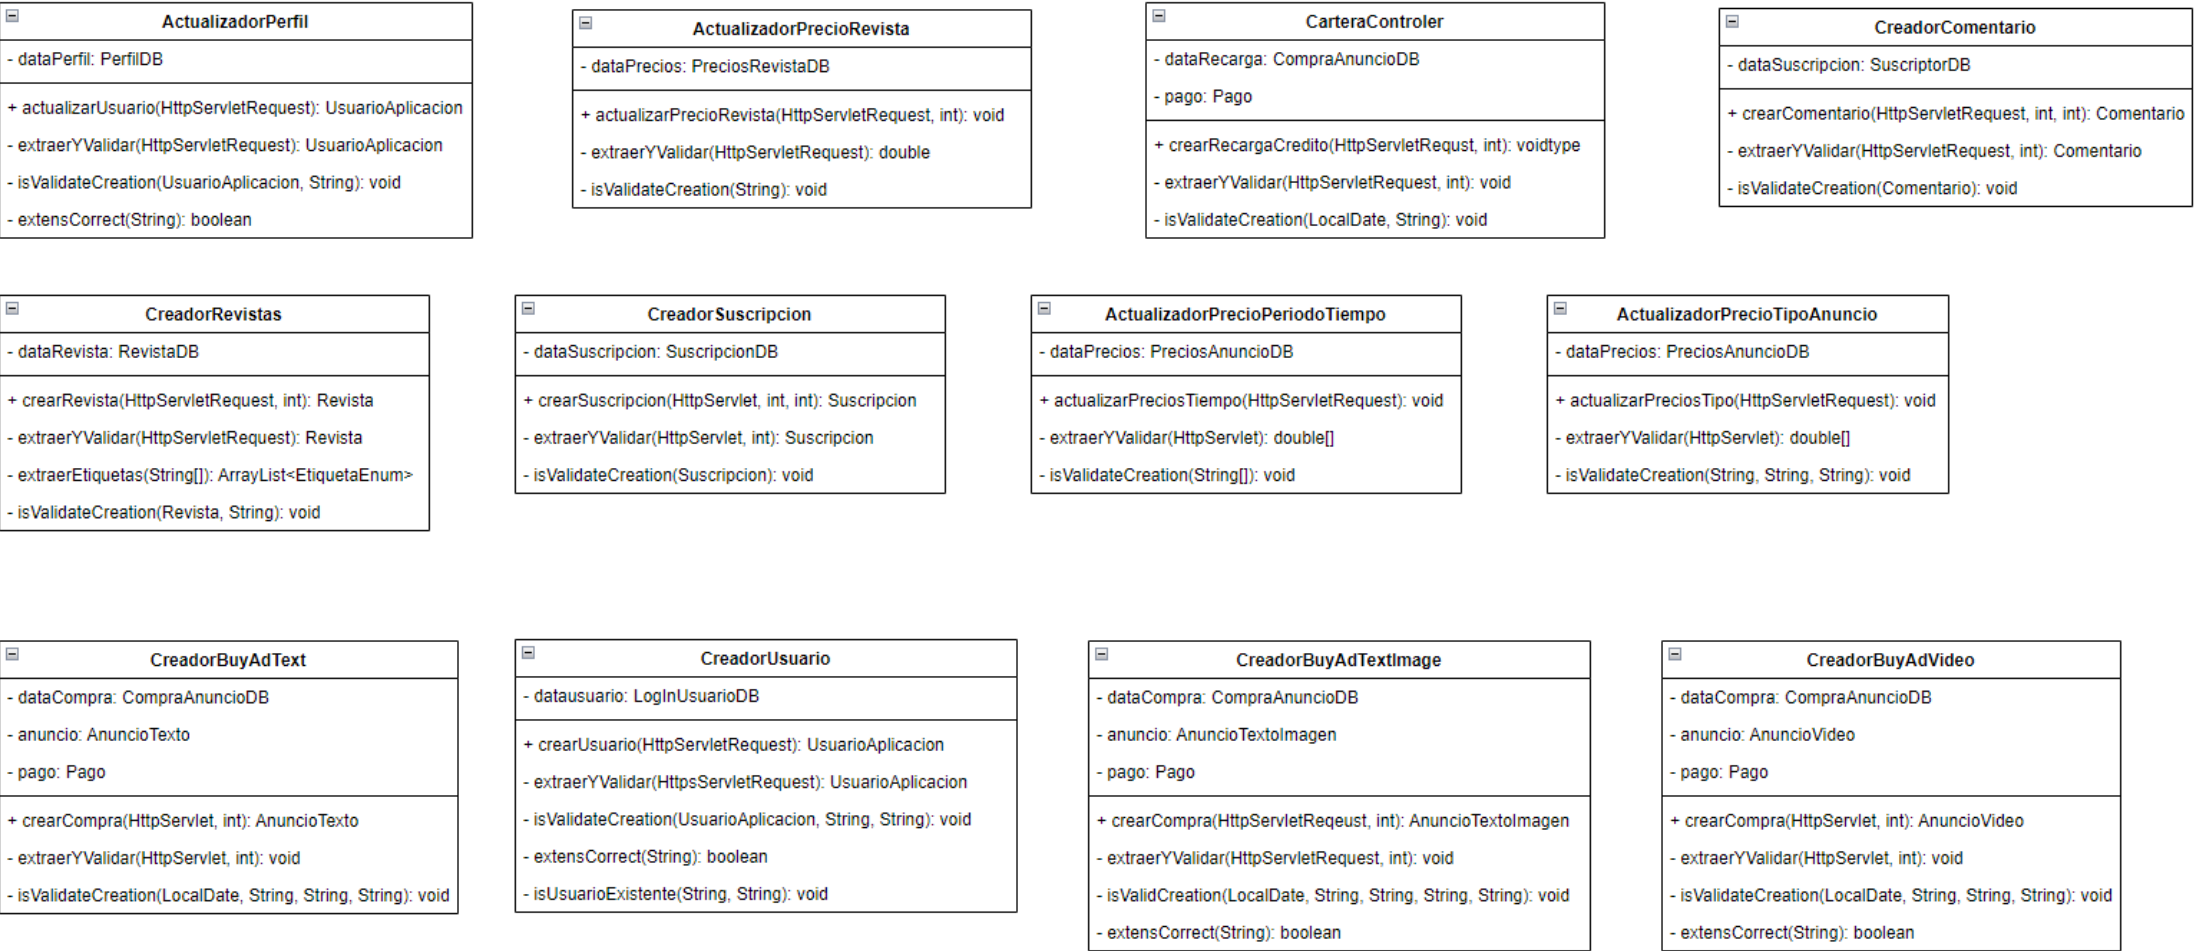 ActualizadorPerfil
- dataPerfil: PerfilDB
+ actualizarUsuario(HttpServletRequest): UsuarioAplicacion
- extraerYValidar(HttpServletRequest): UsuarioAplicacion
- isValidateCreation(UsuarioAplicacion, String): void
- extensCorrect(String): boolean
ActualizadorPrecioRevista
- dataPrecios: PreciosRevistaDB
+ actualizarPrecioRevista(HttpServletRequest, int): void
- extraerYValidar(HttpServletRequest): double
- isValidateCreation(String): void
CarteraControler
- dataRecarga: CompraAnuncioDB
- pago: Pago
+ crearRecargaCredito(HttpServletRequst, int): voidtype
- extraerYValidar(HttpServletRequest, int): void
- isValidateCreation(LocalDate, String): void
CreadorComentario
- dataSuscripcion: SuscriptorDB
+ crearComentario(HttpServletRequest, int, int): Comentario
- extraerYValidar(HttpServletRequest, int): Comentario
- isValidateCreation(Comentario): void
CreadorRevistas
- dataRevista: RevistaDB
+ crearRevista(HttpServletRequest, int): Revista
- extraerYValidar(HttpServletRequest): Revista
- extraerEtiquetas(String[]): ArrayList<EtiquetaEnum>
- isValidateCreation(Revista, String): void
CreadorSuscripcion
- dataSuscripcion: SuscripcionDB
+ crearSuscripcion(HttpServlet, int, int): Suscripcion
- extraerYValidar(HttpServlet, int): Suscripcion
- isValidateCreation(Suscripcion): void
ActualizadorPrecioPeriodoTiempo
- dataPrecios: PreciosAnuncioDB
+ actualizarPreciosTiempo(HttpServletRequest): void
- extraerYValidar(HttpServlet): double[]
- isValidateCreation(String[]): void
ActualizadorPrecioTipoAnuncio
- dataPrecios: PreciosAnuncioDB
+ actualizarPreciosTipo(HttpServletRequest): void
- extraerYValidar(HttpServlet): double[]
- isValidateCreation(String, String, String): void
CreadorBuyAdText
- dataCompra: CompraAnuncioDB
- anuncio: AnuncioTexto
- pago: Pago
+ crearCompra(HttpServlet, int): AnuncioTexto
- extraerYValidar(HttpServlet, int): void
- isValidateCreation(LocalDate, String, String, String): void
CreadorUsuario
- datausuario: LogInUsuarioDB
+ crearUsuario(HttpServletRequest): UsuarioAplicacion
- extraerYValidar(HttpsServletRequest): UsuarioAplicacion
- isValidateCreation(UsuarioAplicacion, String, String): void
- extensCorrect(String): boolean
- isUsuarioExistente(String, String): void
CreadorBuyAdTextImage
- dataCompra: CompraAnuncioDB
- anuncio: AnuncioTextoImagen
- pago: Pago
+ crearCompra(HttpServletReqeust, int): AnuncioTextoImagen
- extraerYValidar(HttpServletRequest, int): void
- isValidCreation(LocalDate, String, String, String, String): void
- extensCorrect(String): boolean
CreadorBuyAdVideo
- dataCompra: CompraAnuncioDB
- anuncio: AnuncioVideo
- pago: Pago
+ crearCompra(HttpServlet, int): AnuncioVideo
- extraerYValidar(HttpServlet, int): void
- isValidateCreation(LocalDate, String, String, String): void
- extensCorrect(String): boolean